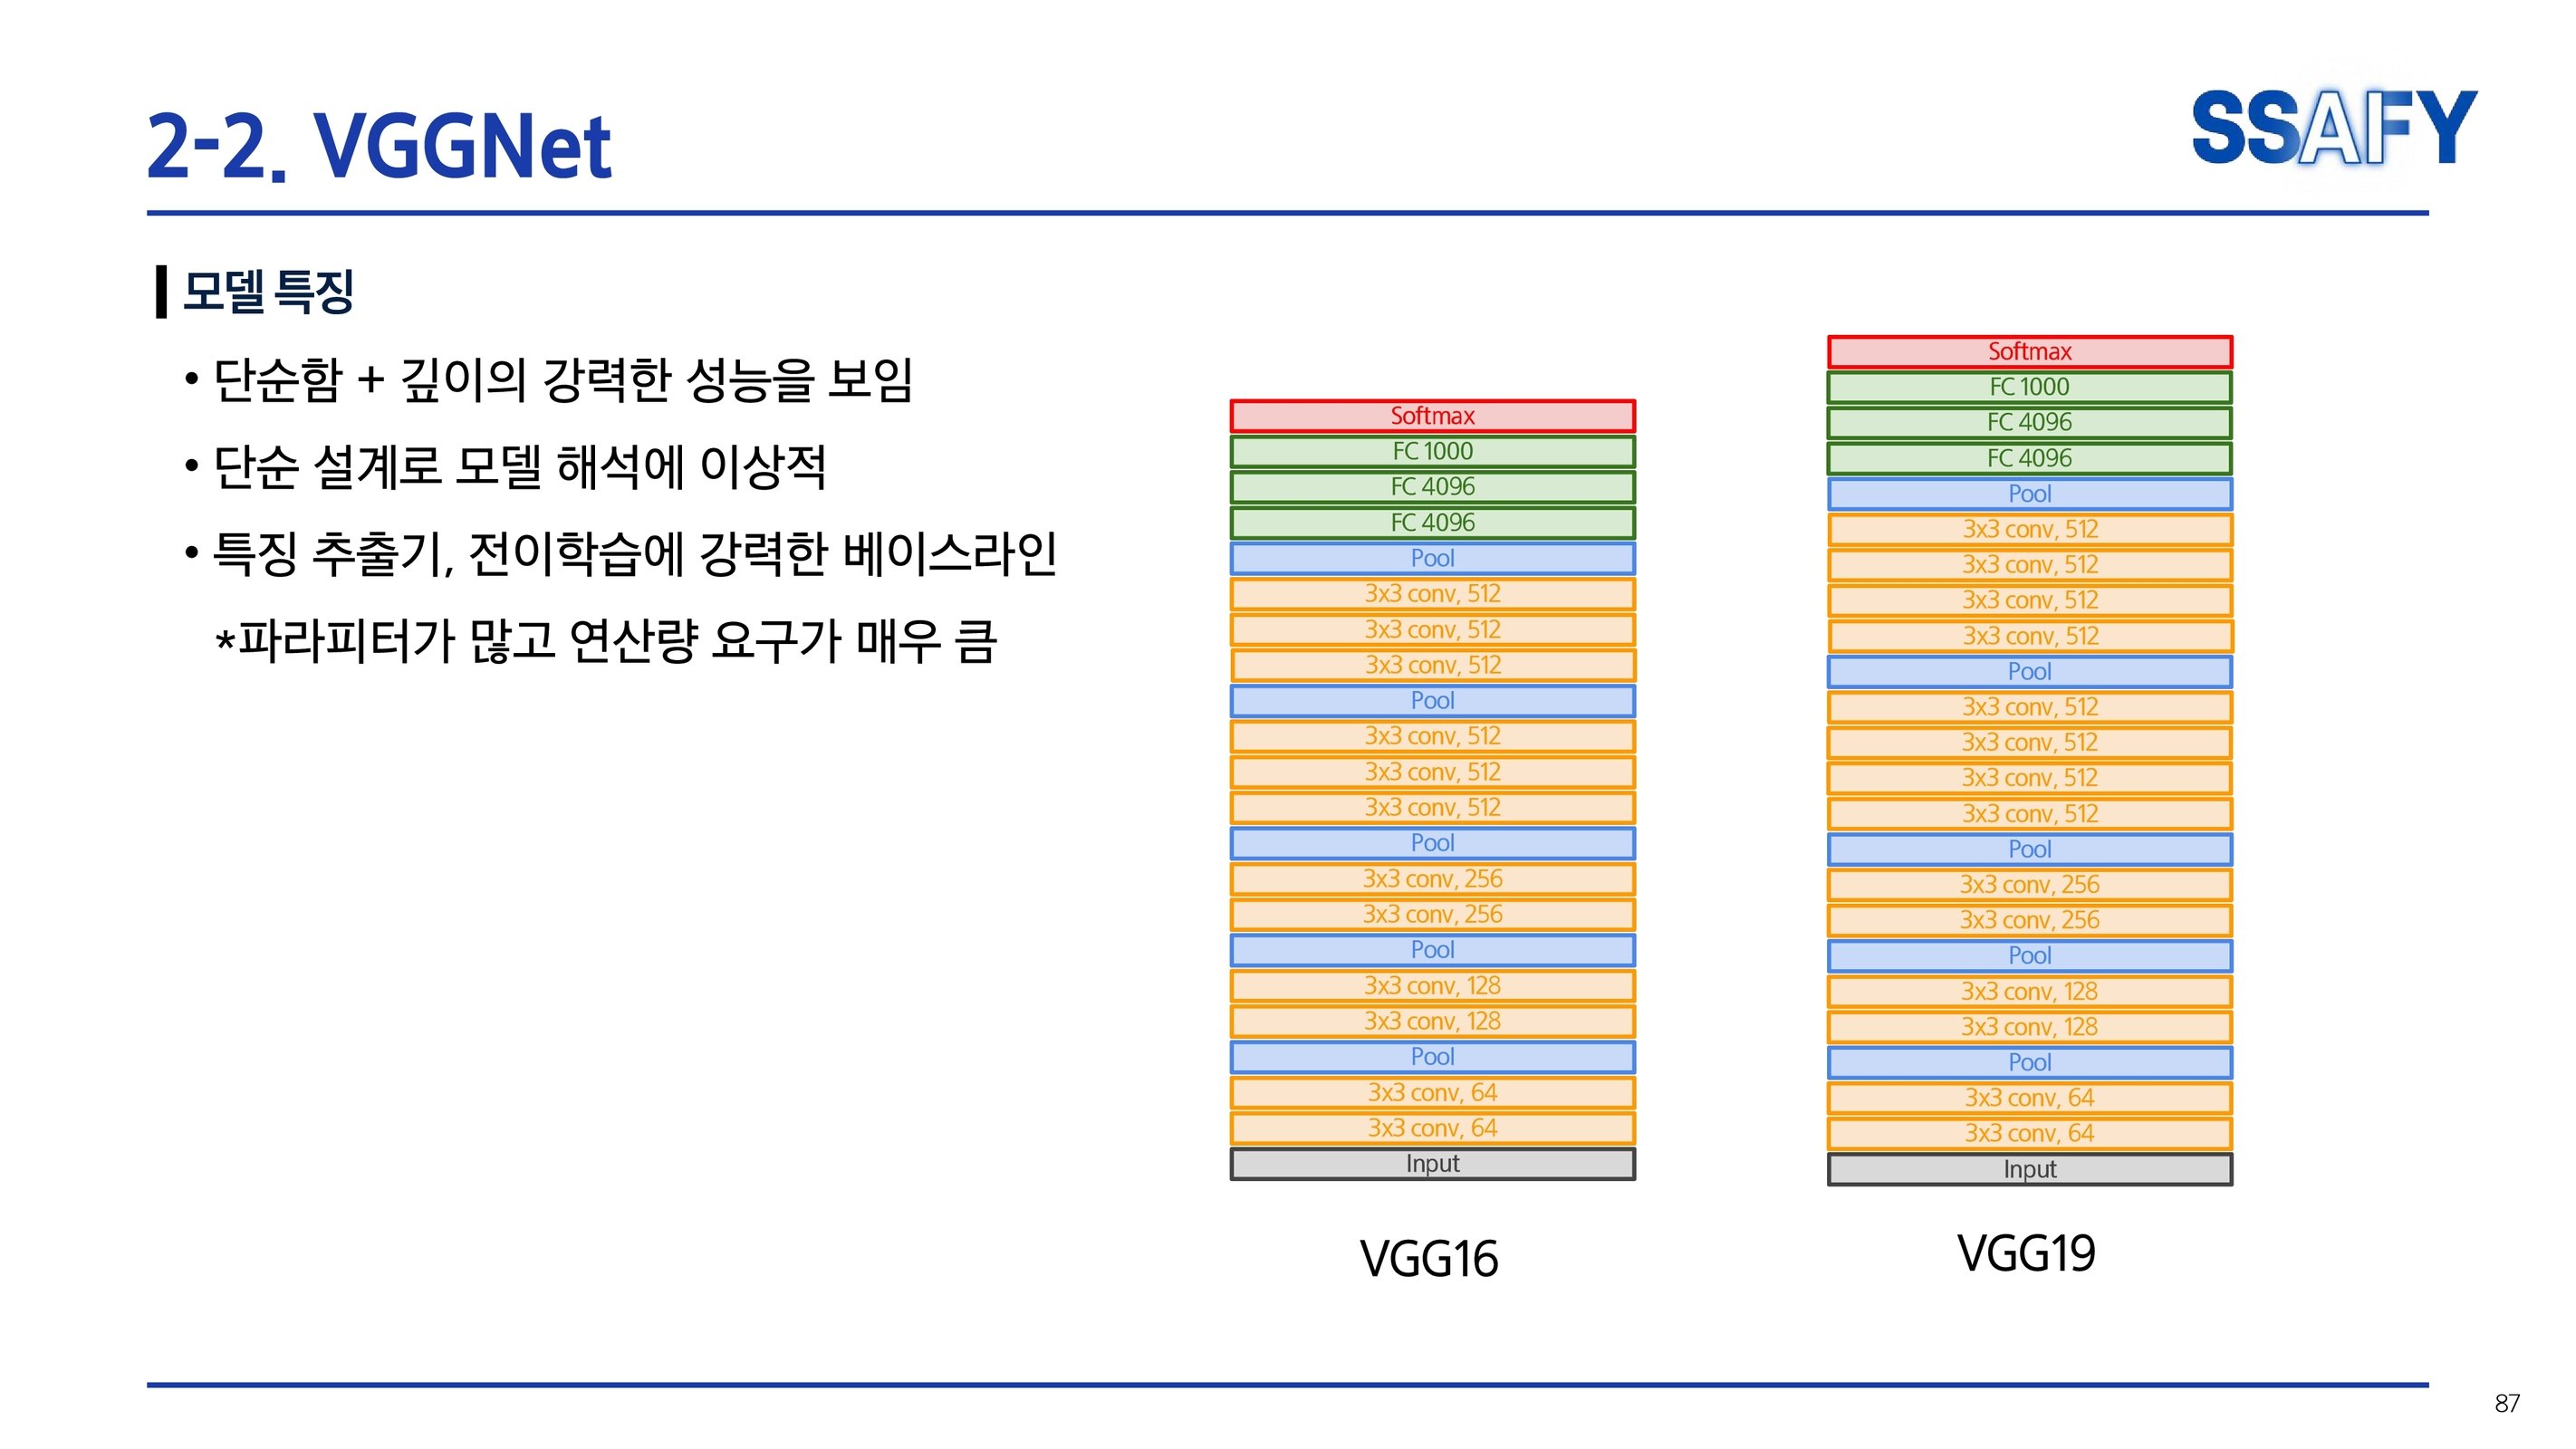 2-2. VGGNet
SSAFY
모델 특징
• 단순함 + 깊이의 강력한 성능을 보임
• 단순 설계로 모델 해석에 이상적
• 특징 추출기, 전이학습에 강력한 베이스라인
*파라피터가 많고 연산량 요구가 매우 큼
Softmax
FC 1000
FC 4096
FC 4096
Pool
3x3 conv, 512
3x3 conv, 512
3x3 conv, 512
Pool
3x3 conv, 512
3x3 conv, 512
3x3 conv, 512
Pool
3x3 conv, 256
3x3 conv, 256
Pool
3x3 conv, 128
3x3 conv, 128
Pool
3x3 conv, 64
3x3 conv, 64
Input
VGG16
Softmax
FC 1000
FC 4096
FC 4096
Pool
3x3 conv, 512
3x3 conv, 512
3x3 conv, 512
3x3 conv, 512
Pool
3x3 conv, 512
3x3 conv, 512
3x3 conv, 512
3x3 conv, 512
Pool
3x3 conv, 256
3x3 conv, 256
Pool
3x3 conv, 128
3x3 conv, 128
Pool
3x3 conv, 64
3x3 conv, 64
Input
VGG19
87